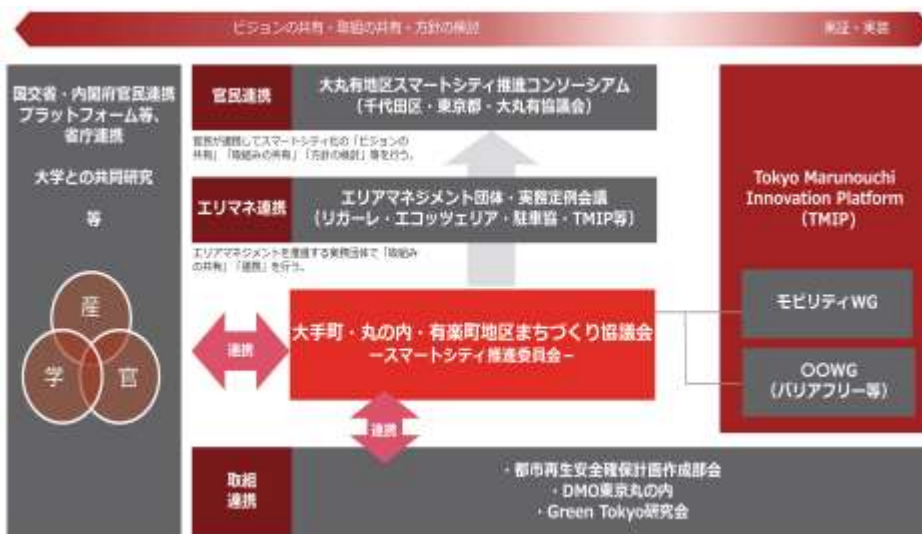 ビジョンの共有・取組の共有・方針の検討
実証・実装
国交省・内閣府官民連携
プラットフォーム等、
省庁連携
大学との共同研究
等
産
学
官
官民連携
大丸有地区スマートシティ推進コンソーシアム
(千代田区・東京都・大丸有協議会)
官民が連携してスマートシティ化の「ビジョンの
共有」「取組みの共有」「方針の検討」等を行う。
エリマネ連携
エリアマネジメント団体・実務定例会議
(リガーレ・エコッツェリア・駐車協・TMIP等)
エリアマネジメントを推進する実務団体で「取組み
の共有」「連携」を行う。
連携
大手町・丸の内・有楽町地区まちづくり協議会
ースマートシティ推進委員会−
連携
取組
連携
・都市再生安全確保計画作成部会
・DMO東京丸の内
・Green Tokyo研究会
Tokyo Marunouchi
Innovation Platform
(TMIP)
モビリティWG
〇〇WG
(バリアフリー等)